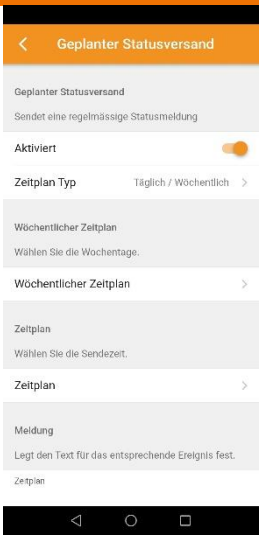 Geplanter Statusversand
Geplanter Statusversand
Sendet eine regelmässige Statusmeldung
Aktiviert
Zeitplan Typ Täglich / Wöchentlich
Wöchentlicher Zeitplan
Wählen Sie die Wochentage.
Wöchentlicher Zeitplan
Zeitplan
Wählen Sie die Sendezeit.
Zeitplan
Meldung
Legt den Text für das entsprechende Ereignis fest.
Zeitplan